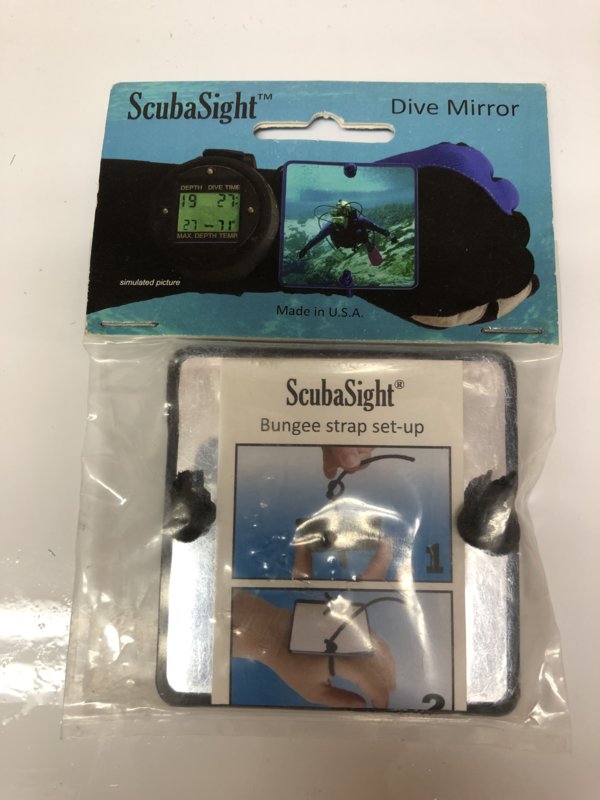 ScubaSight™
Dive Mirror
DEPTH DIVE TIME
19 27:
27 - 71
MAX. DEPTH TEMP
simulated picture
Made in U.S.A.
ScubaSight®
Bungee strap set-up
1
2